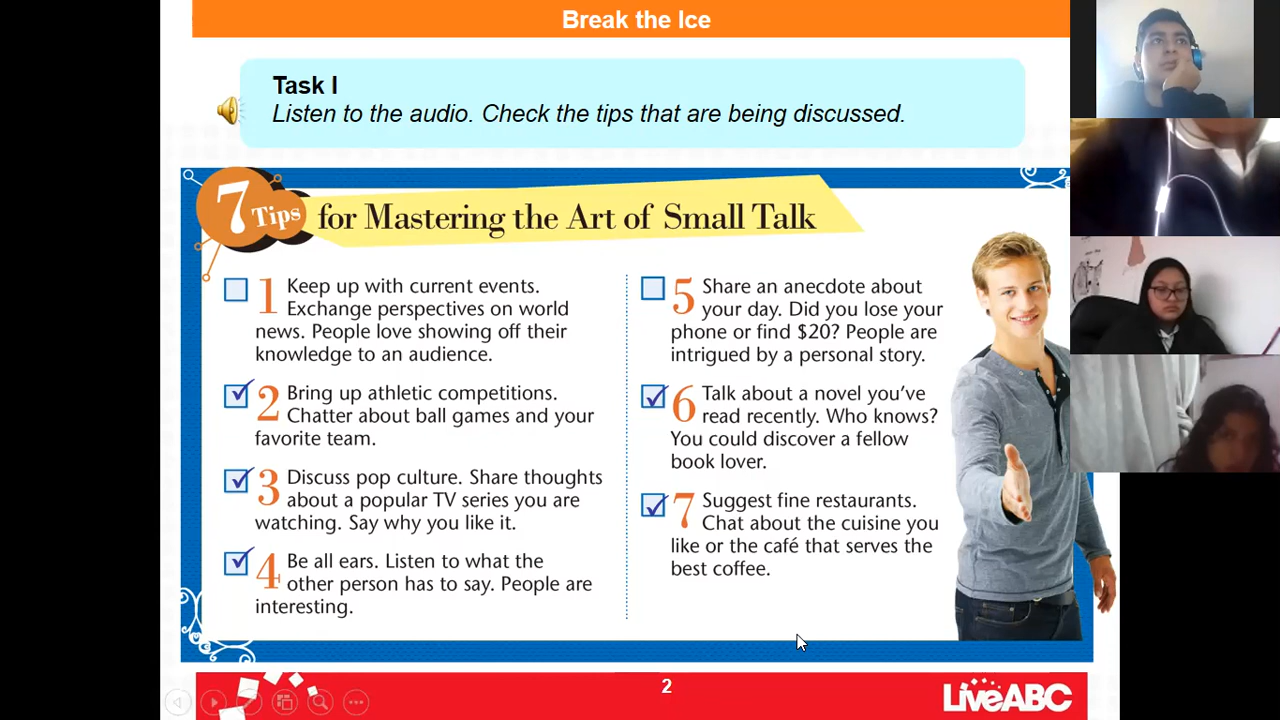 Break the Ice
Task I
Listen to the audio. Check the tips that are being discussed.
7 Tips for Mastering the Art of Small Talk
1 Keep up with current events.
Exchange perspectives on world
news. People love showing off their
knowledge to an audience.
2 Bring up athletic competitions.
Chatter about ball games and your
favorite team.
3 Discuss pop culture. Share thoughts
about a popular TV series you are
watching. Say why you like it.
4 Be all ears. Listen to what the
other person has to say. People are
interesting.
5 Share an anecdote about
your day. Did you lose your
phone or find $20? People are
intrigued by a personal story.
6 Talk about a novel you've
read recently. Who knows?
You could discover a fellow
book lover.
7 Suggest fine restaurants.
Chat about the cuisine you
like or the café that serves the
best coffee.
2
LiveABC